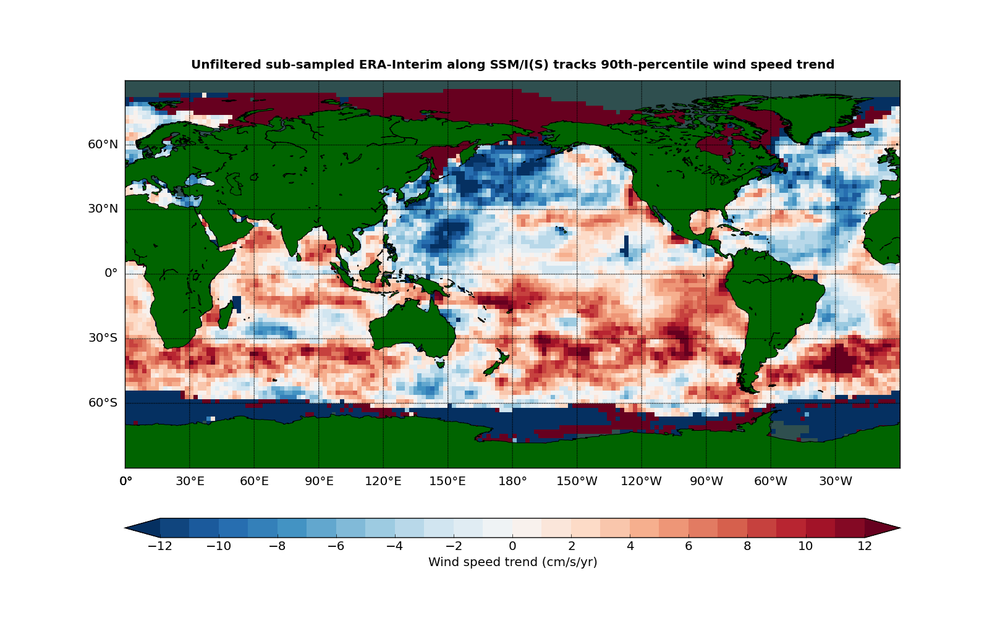 Unfiltered sub-sampled ERA-Interim along SSM/I(S) tracks 90th-percentile wind speed trend
60°N
30°N
0°
30°S
60°S
0° 30°E 60°E 90°E 120°E 150°E 180° 150°W 120°W 90°W 60°W 30°W
−12 −10 −8 −6 −4 −2 0 2 4 6 8 10 12
Wind speed trend (cm/s/yr)